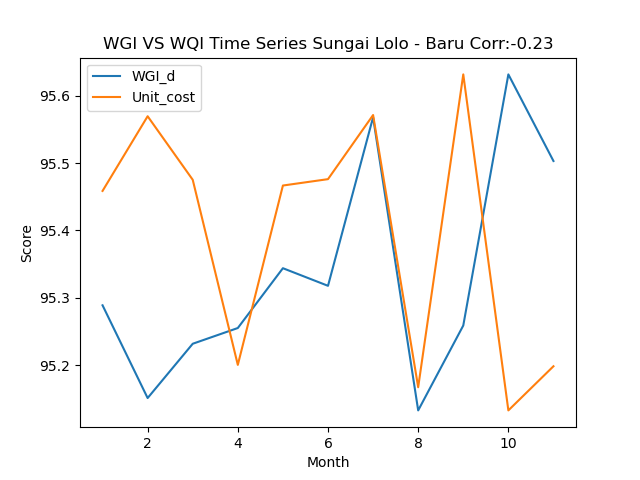 WGI VS WQI Time Series Sungai Lolo - Baru Corr:-0.23
WGI_d
Unit_cost
95.6
95.5
95.4
95.3
95.2
Score
2 4 6 8 10
Month